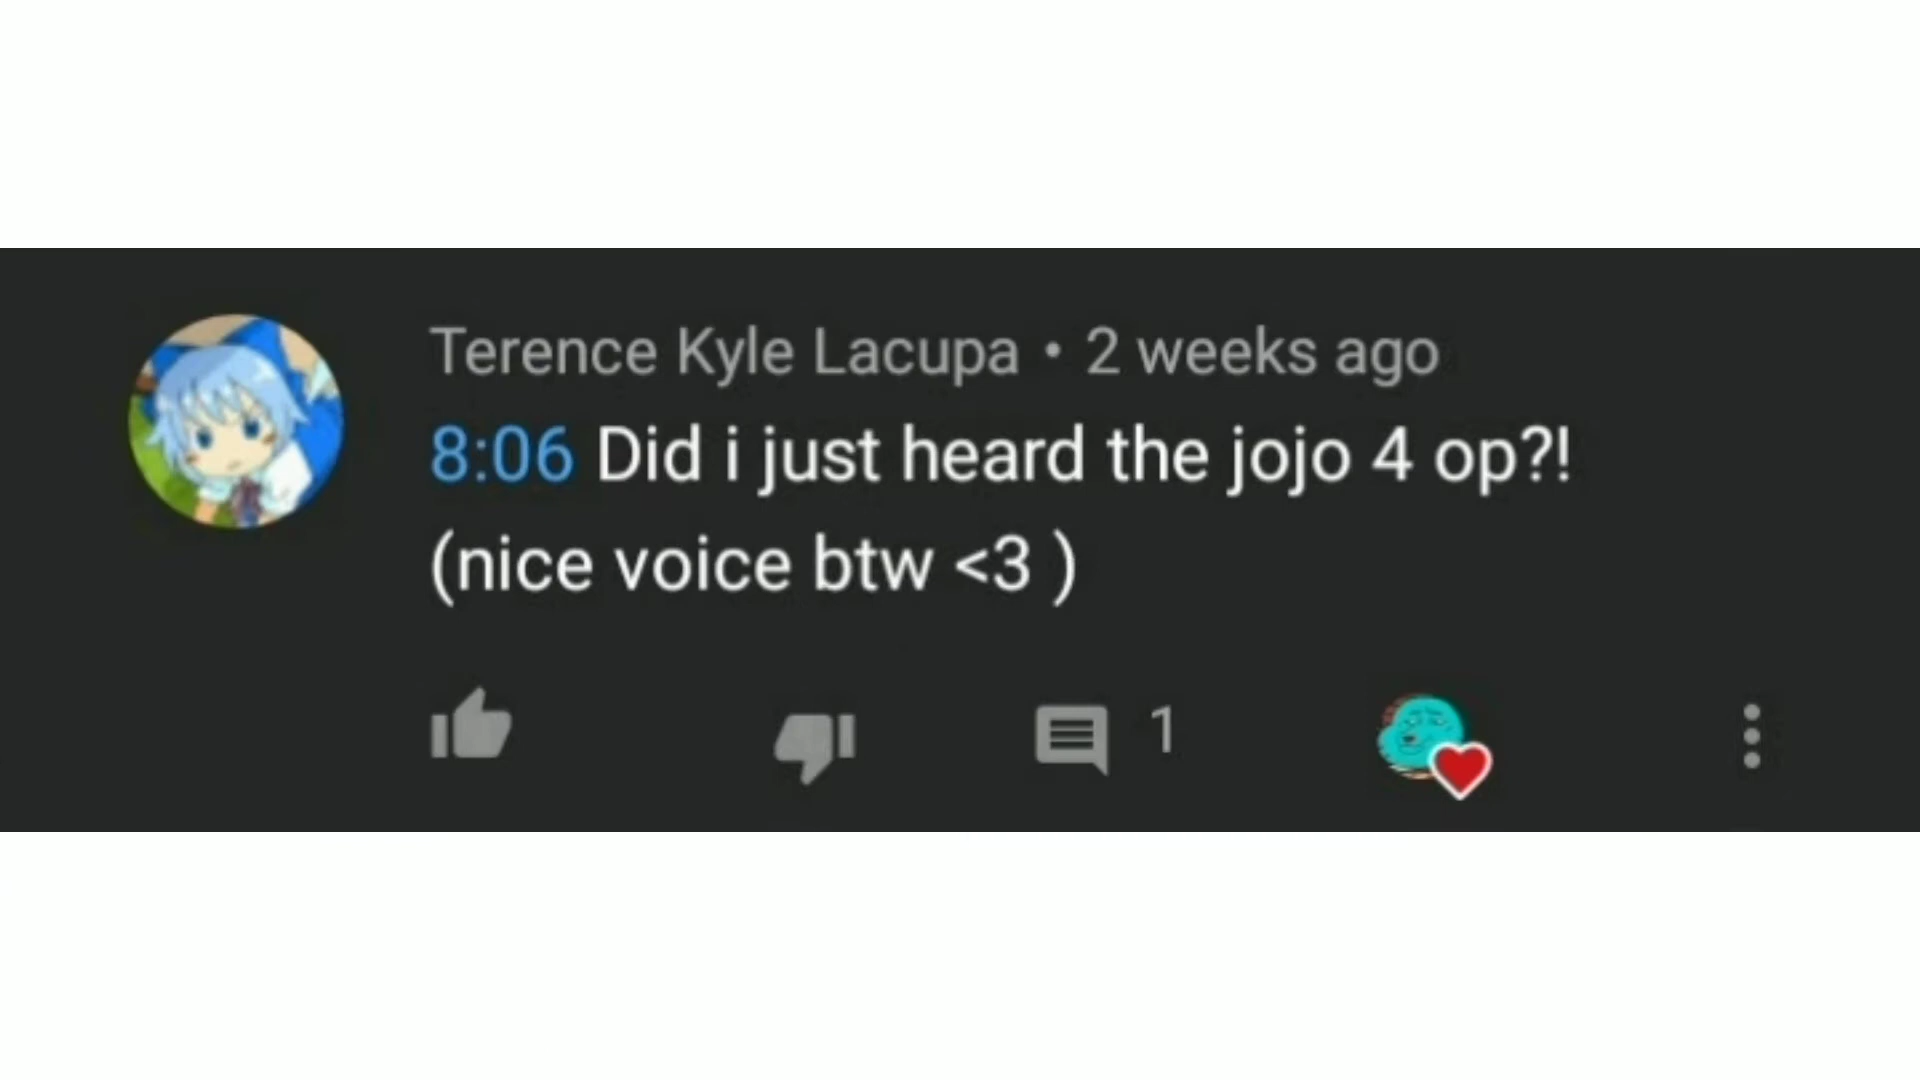 Terence Kyle Lacupa • 2 weeks ago
8:06 Did i just heard the jojo 4 op?!
(nice voice btw <3 )
1